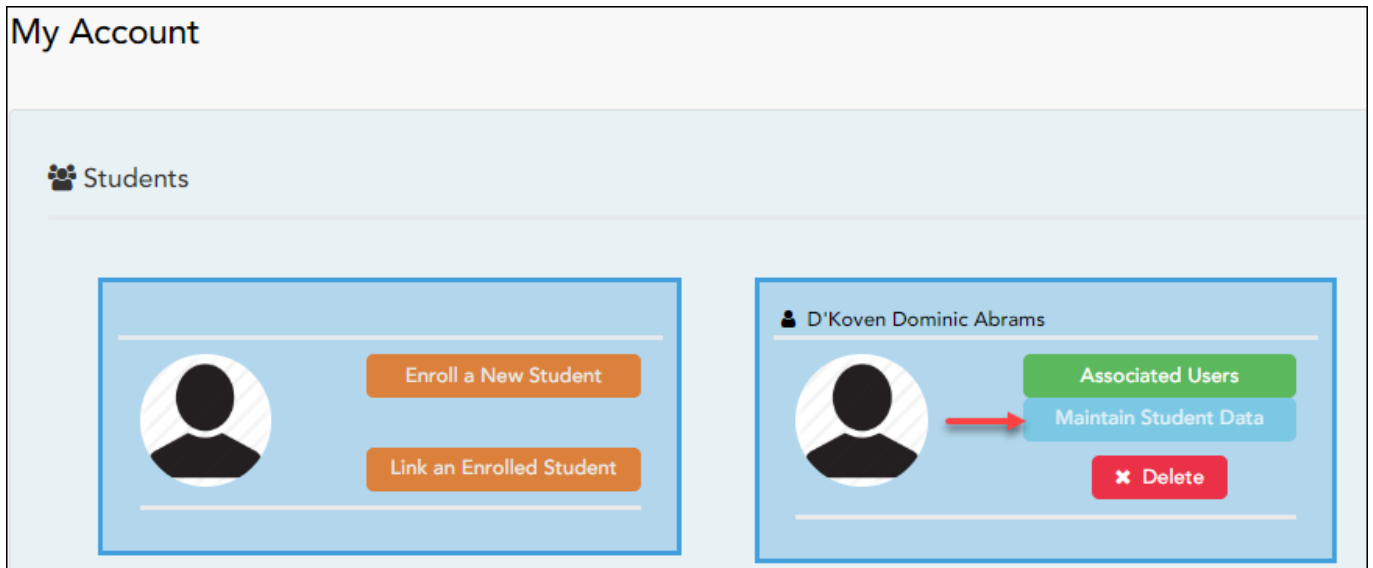 My Account
Students
Enroll a New Student
Link an Enrolled Student
D'Koven Dominic Abrams
Associated Users
Maintain Student Data
Delete